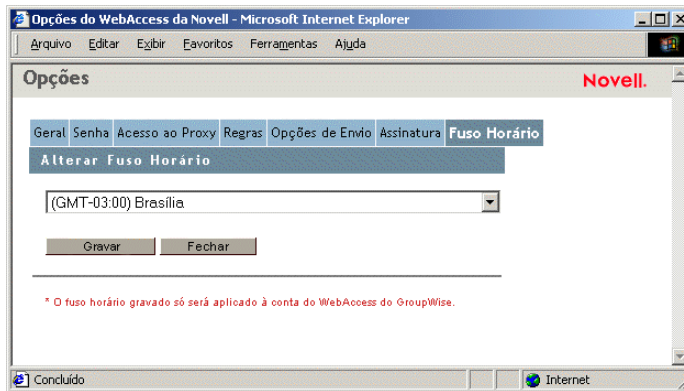 Opções do WebAccess da Novell - Microsoft Internet Explorer
Arquivo Editar Exibir Favoritos Ferramentas Ajuda
Opções
Novell.
Geral Senha Acesso ao Proxy Regras Opções de Envio Assinatura Fuso Horário
Alterar Fuso Horário
(GMT-03:00) Brasília
Gravar Fechar
* O fuso horário gravado só será aplicado à conta do WebAccess do GroupWise.
Concluído Internet